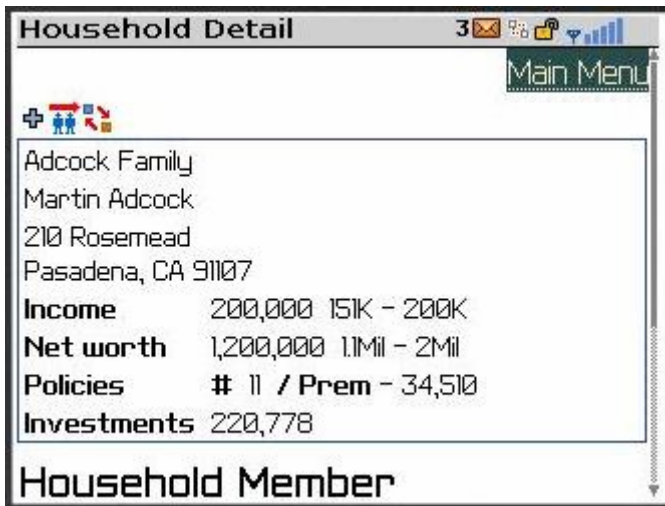 Household Detail 3
Main Menu
Adcock Family
Martin Adcock
210 Rosemead
Pasadena, CA 91107
Income 200,000 151K - 200K
Net worth 1,200,000 1.1Mil - 2Mil
Policies # 11 / Prem - 34,510
Investments 220,778
Household Member